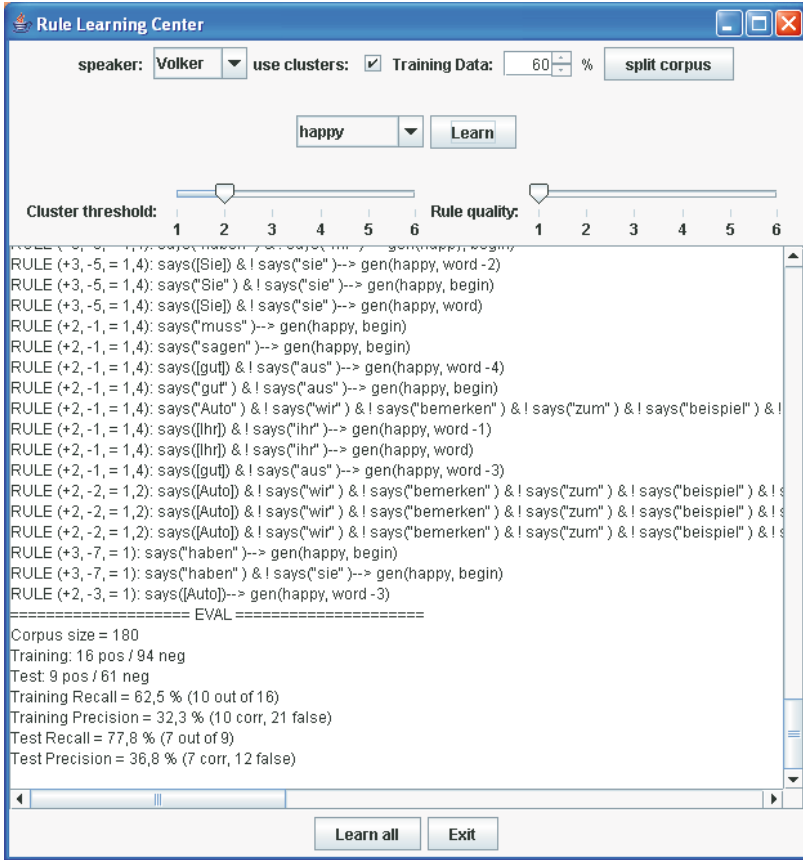 Rule Learning Center
speaker: Volker use clusters: Training Data: 60 % split corpus
happy Learn
Cluster threshold: 1 2 3 4 5 6 Rule quality: 1 2 3 4 5 6
gen(happy, begin)
RULE (+3, -5, = 1,4): says([Sie]) & ! says("sie" )--> gen(happy, word -2)
RULE (+3, -5, = 1,4): says("Sie" ) & ! says("sie" )--> gen(happy, begin)
RULE (+3, -5, = 1,4): says([Sie]) & ! says("sie" )--> gen(happy, word)
RULE (+2, -1, = 1,4): says("muss" )--> gen(happy, begin)
RULE (+2, -1, = 1,4): says("sagen" )--> gen(happy, begin)
RULE (+2, -1, = 1,4): says([gut]) & ! says("aus" )--> gen(happy, word -4)
RULE (+2, -1, = 1,4): says("gut" ) & ! says("aus" )--> gen(happy, begin)
RULE (+2, -1, = 1,4): says("Auto" ) & ! says("wir" ) & ! says("bemerken" ) & ! says("zum" ) & ! says("beispiel" ) & !
RULE (+2, -1, = 1,4): says([Ihr]) & ! says("ihr" )--> gen(happy, word -1)
RULE (+2, -1, = 1,4): says([Ihr]) & ! says("ihr" )--> gen(happy, word)
RULE (+2, -1, = 1,4): says([gut]) & ! says("aus" )--> gen(happy, word -3)
RULE (+2, -2, = 1,2): says([Auto]) & ! says("wir" ) & ! says("bemerken" ) & ! says("zum" ) & ! says("beispiel" ) & !
RULE (+2, -2, = 1,2): says([Auto]) & ! says("wir" ) & ! says("bemerken" ) & ! says("zum" ) & ! says("beispiel" ) & !
RULE (+2, -2, = 1,2): says([Auto]) & ! says("wir" ) & ! says("bemerken" ) & ! says("zum" ) & ! says("beispiel" ) & !
RULE (+3, -7, = 1): says("haben" )--> gen(happy, begin)
RULE (+3, -7, = 1): says("haben" ) & ! says("sie" )--> gen(happy, begin)
RULE (+2, -3, = 1): says([Auto])--> gen(happy, word -3)
==================== EVAL =====================
Corpus size = 180
Training: 16 pos / 94 neg
Test: 9 pos / 61 neg
Training Recall = 62,5 % (10 out of 16)
Training Precision = 32,3 % (10 corr, 21 false)
Test Recall = 77,8 % (7 out of 9)
Test Precision = 36,8 % (7 corr, 12 false)
Learn all Exit